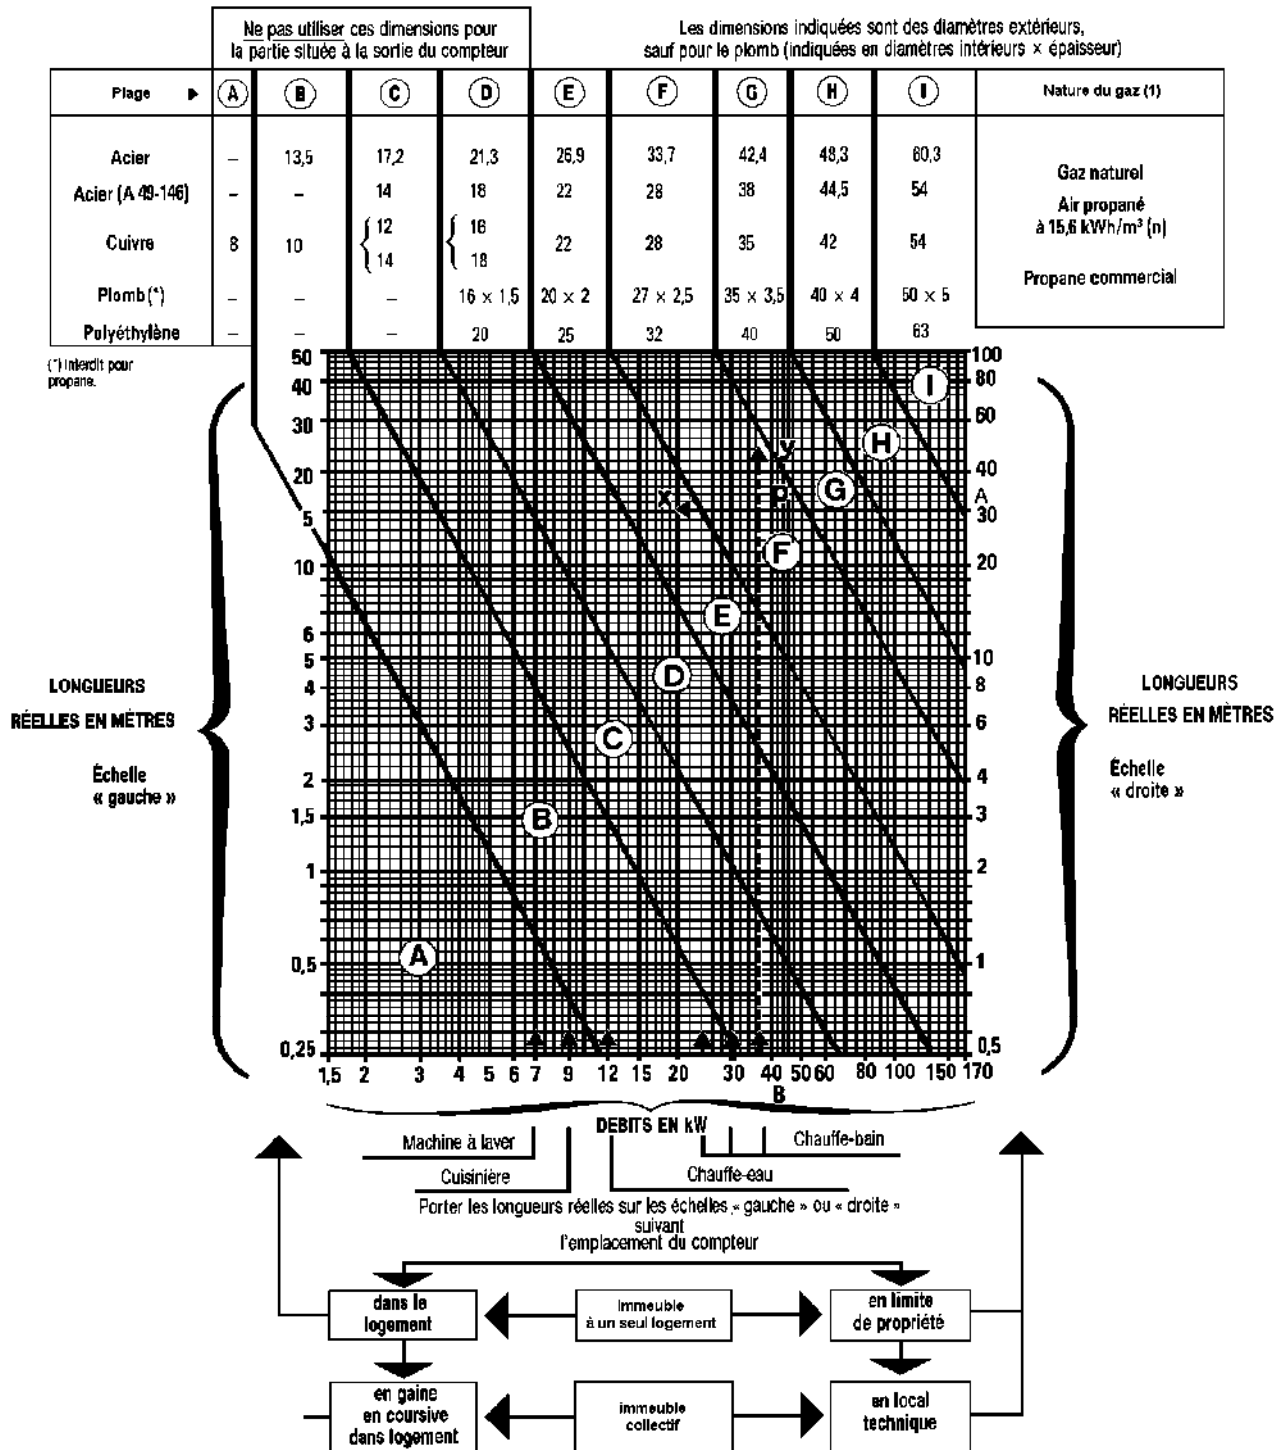 Ne pas utiliser ces dimensions pour
la partie située à la sortie du compteur
Les dimensions indiquées sont des diamètres extérieurs,
sauf pour le plomb (indiquées en diamètres intérieurs × épaisseur)
Plage A B C D E F G H I Nature du gaz (1)
Acier – 13,5 17,2 21,3 26,9 33,7 42,4 48,3 60,3
Acier (A 49-146) – – 14 18 22 28 38 44,5 54
Cuivre 8 10 12 14 16 18 22 28 35 42 54
Plomb (*) – – – 16 × 1,5 20 × 2 27 × 2,5 35 × 3,5 40 × 4 50 × 5
Polyéthylène – – – 20 25 32 40 50 63
Gaz naturel
Air propané
à 15,6 kWh/m³ (n)
Propane commercial
(*) Interdit pour
propane.
50
40
30
20
5
10
6
5
4
3
2
1,5
1
0,5
0,25
100
80
60
40
A
30
20
10
8
6
4
3
2
1
0,5
I
H
y
G
x
p
F
E
D
C
B
A
LONGUEURS
RÉELLES EN MÈTRES
Échelle
« gauche »
LONGUEURS
RÉELLES EN MÈTRES
Échelle
« droite »
1,5 2 3 4 5 6 7 9 12 15 20 30 40 50 60 80 100 150 170
B
DEBITS EN kW
Machine à laver
Chauffe-bain
Cuisinière
Chauffe-eau
Porter les longueurs réelles sur les échelles « gauche » ou « droite »
suivant
l'emplacement du compteur
dans le
logement
Immeuble
à un seul logement
en limite
de propriété
en gaine
en coursive
dans logement
immeuble
collectif
en local
technique